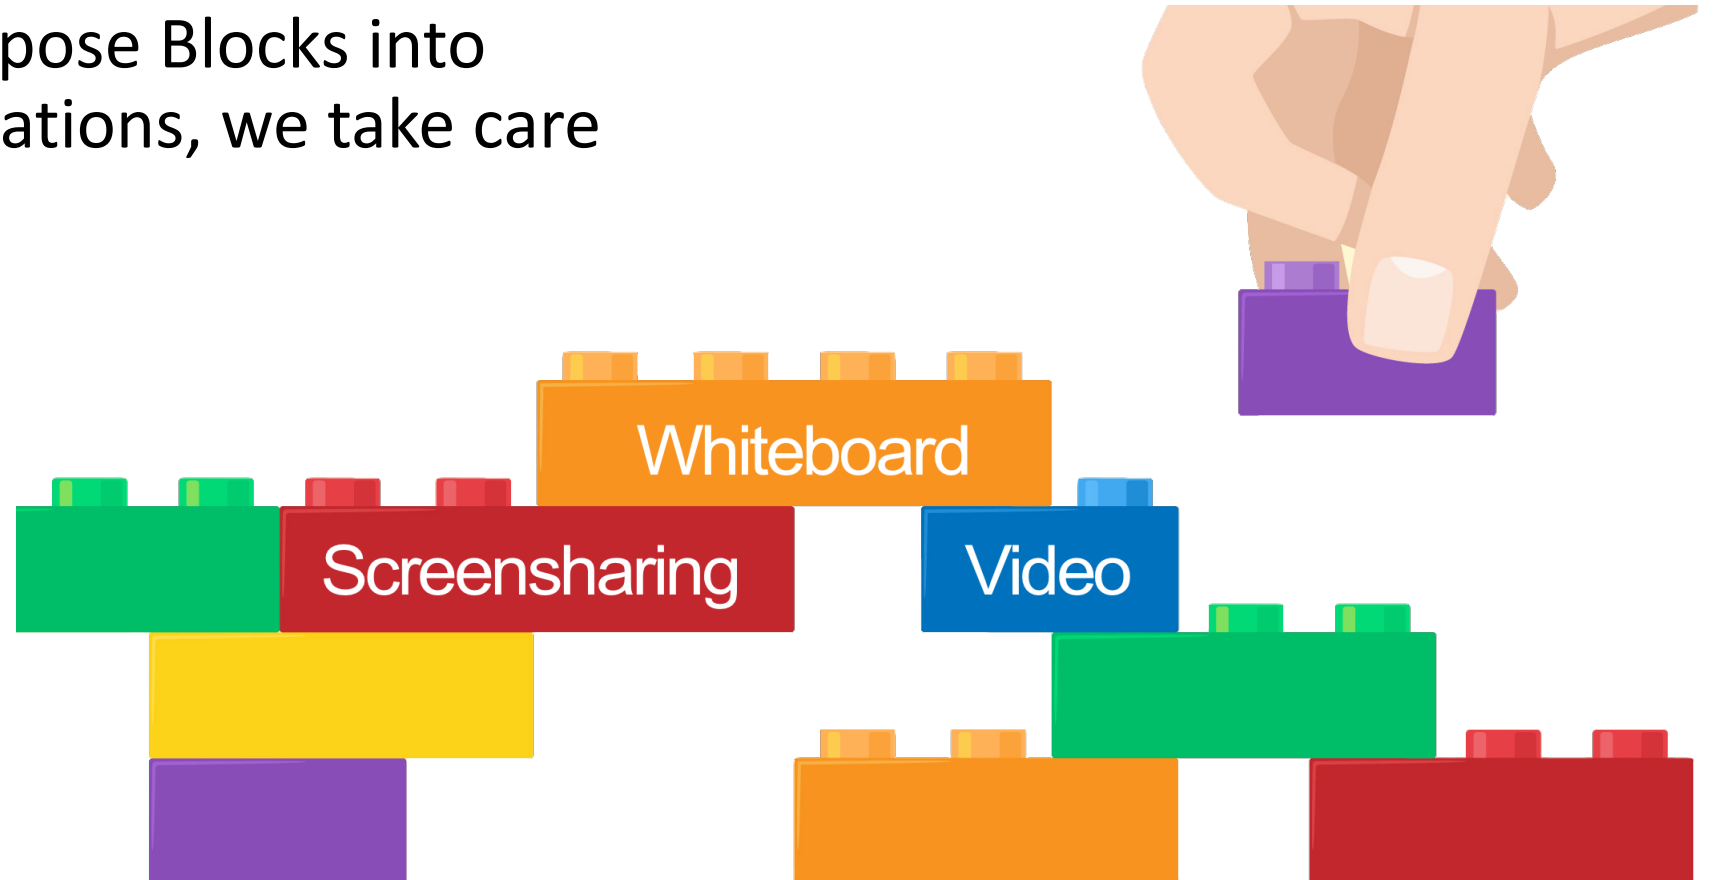 pose Blocks into
ations, we take care
Whiteboard
Screensharing
Video